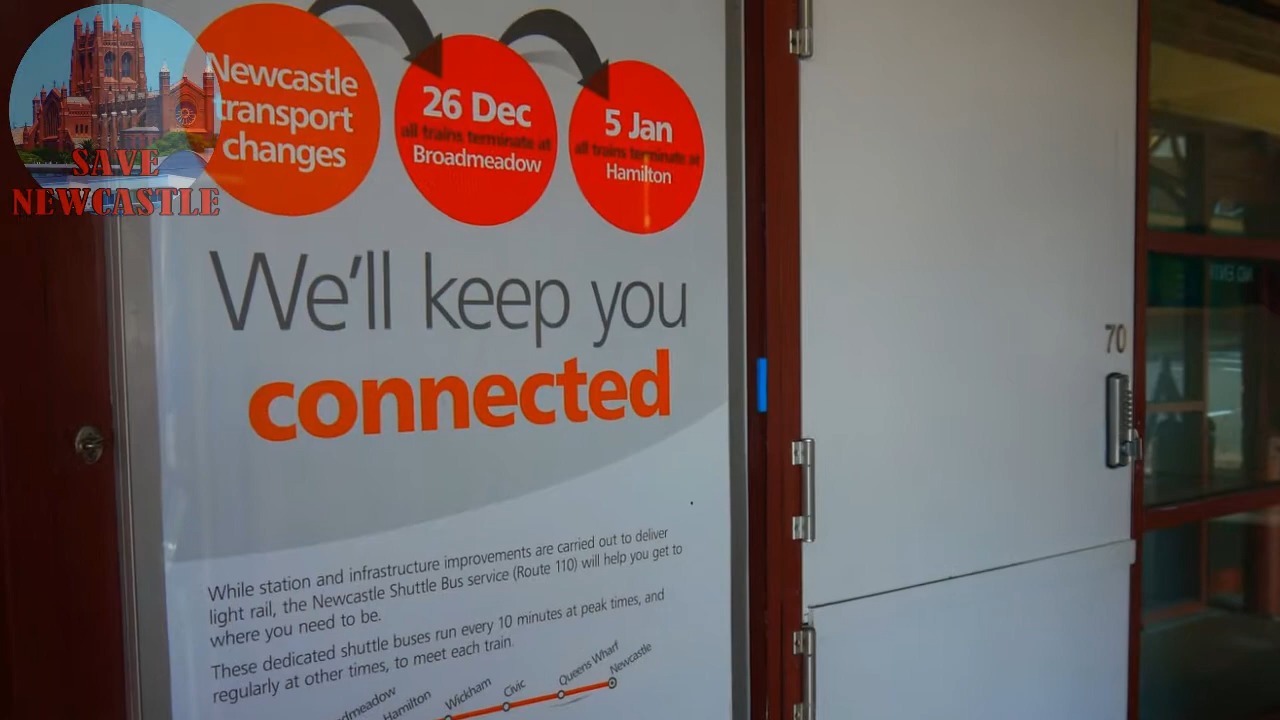 SAVE
NEWCASTLE
Newcastle
transport
changes
26 Dec
all trains terminate at
Broadmeadow
5 Jan
all trains terminate at
Hamilton
We'll keep you
connected
While station and infrastructure improvements are carried out to deliver
light rail, the Newcastle Shuttle Bus service (Route 110) will help you get to
where you need to be.
These dedicated shuttle buses run every 10 minutes at peak times, and
regularly at other times, to meet each train.
dmeadow
Hamilton
Wickham
Civic
Queens Wharf
Newcastle
70